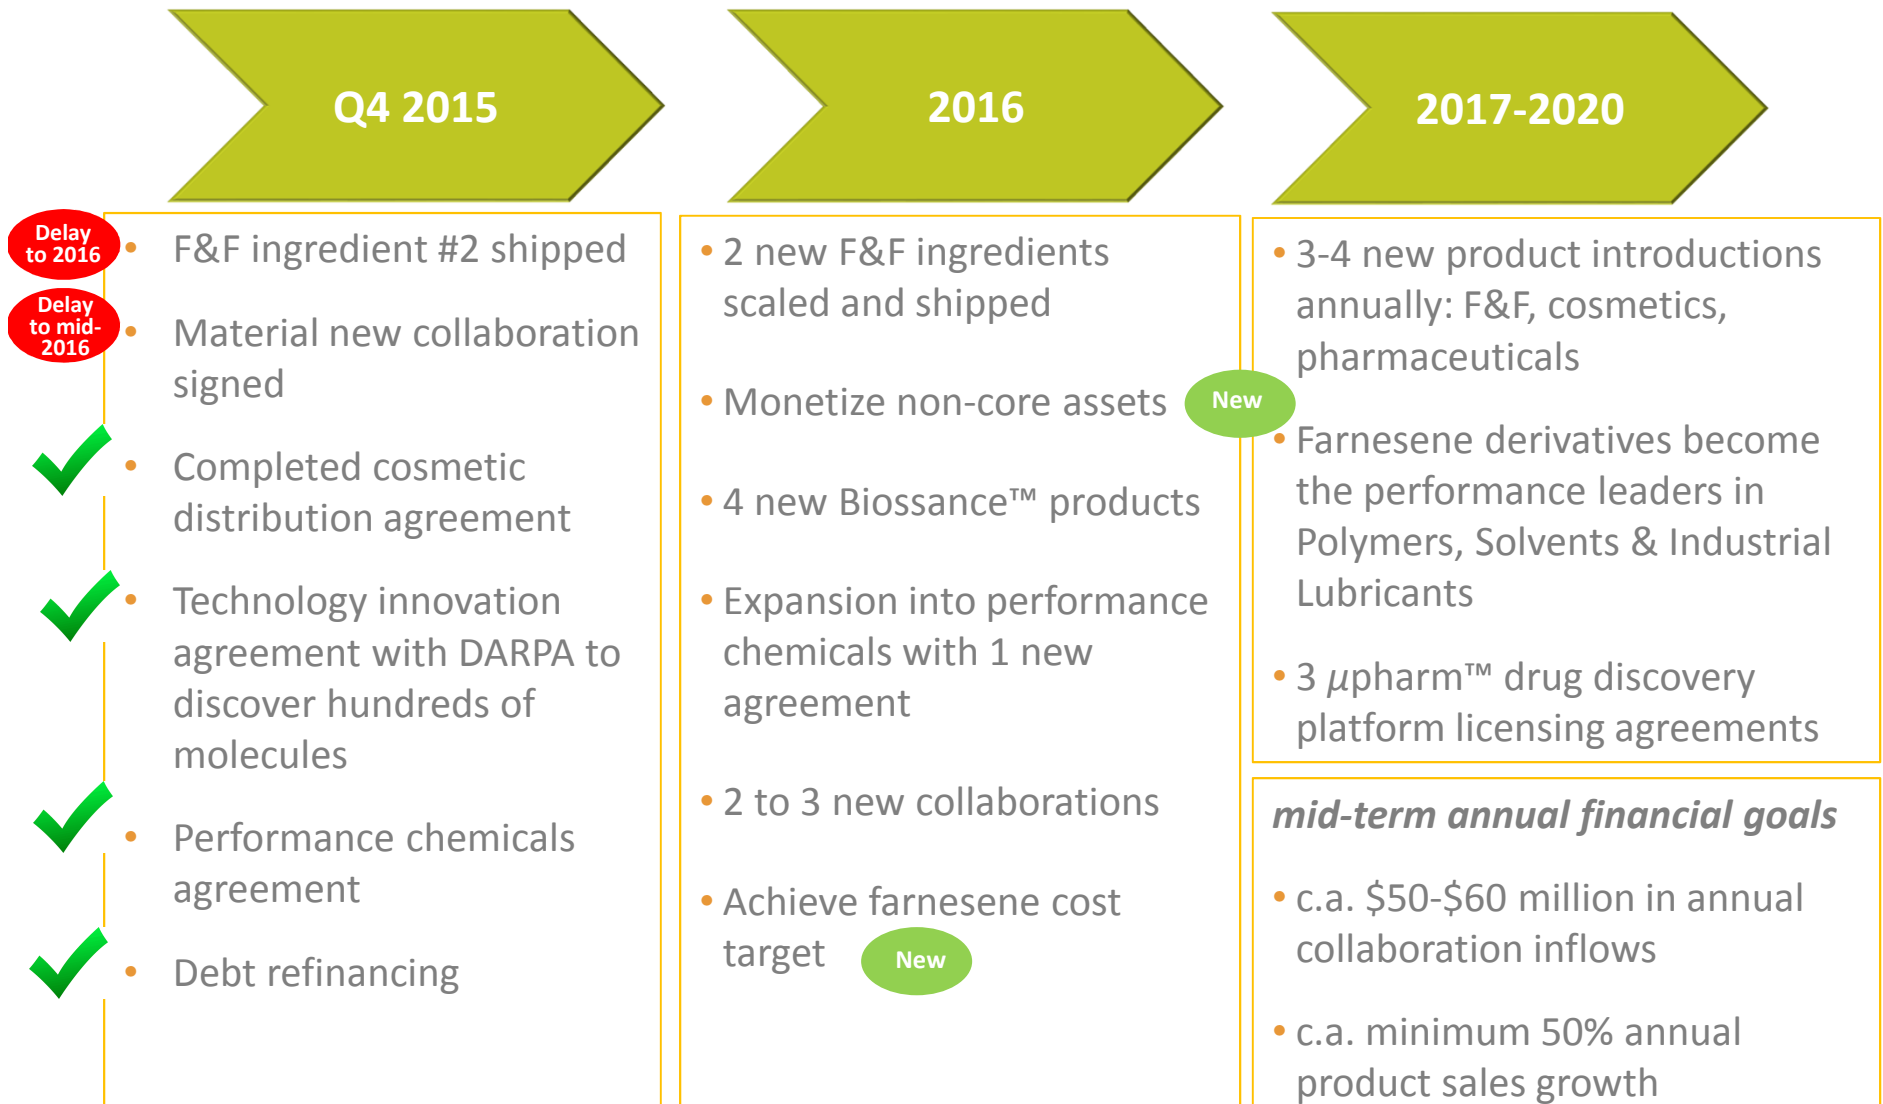 Q4 2015
2016
2017-2020
Delay
to 2016
• F&F ingredient #2 shipped
Delay
to mid-
2016
• Material new collaboration
signed
• Completed cosmetic
distribution agreement
• Technology innovation
agreement with DARPA to
discover hundreds of
molecules
• Performance chemicals
agreement
• Debt refinancing
• 2 new F&F ingredients
scaled and shipped
• Monetize non-core assets
New
• 4 new Biossance™ products
• Expansion into performance
chemicals with 1 new
agreement
• 2 to 3 new collaborations
• Achieve farnesene cost
target
New
• 3-4 new product introductions
annually: F&F, cosmetics,
pharmaceuticals
• Farnesene derivatives become
the performance leaders in
Polymers, Solvents & Industrial
Lubricants
• 3 μpharm™ drug discovery
platform licensing agreements
mid-term annual financial goals
• c.a. $50-$60 million in annual
collaboration inflows
• c.a. minimum 50% annual
product sales growth